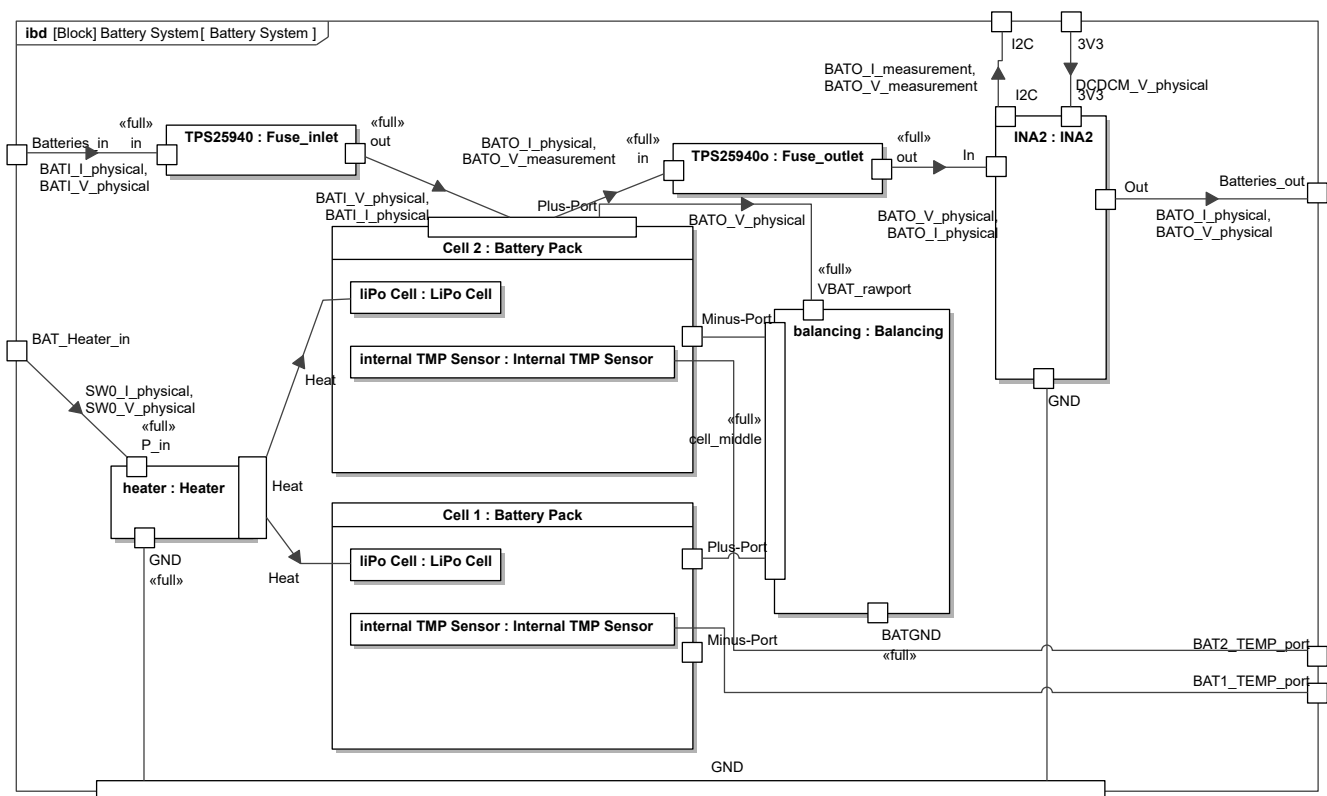 ibd [Block] Battery System[ Battery System ]
I2C
3V3
BATO_I_measurement,
BATO_V_measurement
DCDCM_V_physical
I2C
3V3
«full»
in
TPS25940 : Fuse_inlet
«full»
out
Batteries_in
BATI_I_physical,
BATI_V_physical
BATO_I_physical,
BATO_V_measurement
«full»
in
TPS25940o : Fuse_outlet
«full»
out
In
INA2 : INA2
Out
Batteries_out
BATI_V_physical,
BATI_I_physical
Plus-Port
BATO_V_physical
BATO_V_physical,
BATO_I_physical
BATO_I_physical,
BATO_V_physical
Cell 2 : Battery Pack
«full»
VBAT_rawport
liPo Cell : LiPo Cell
Minus-Port
balancing : Balancing
BAT_Heater_in
internal TMP Sensor : Internal TMP Sensor
Heat
SW0_I_physical,
SW0_V_physical
«full»
P_in
GND
«full»
cell_middle
heater : Heater
Heat
Cell 1 : Battery Pack
Plus-Port
GND
«full»
Heat
liPo Cell : LiPo Cell
internal TMP Sensor : Internal TMP Sensor
Minus-Port
BATGND
«full»
BAT2_TEMP_port
BAT1_TEMP_port
GND